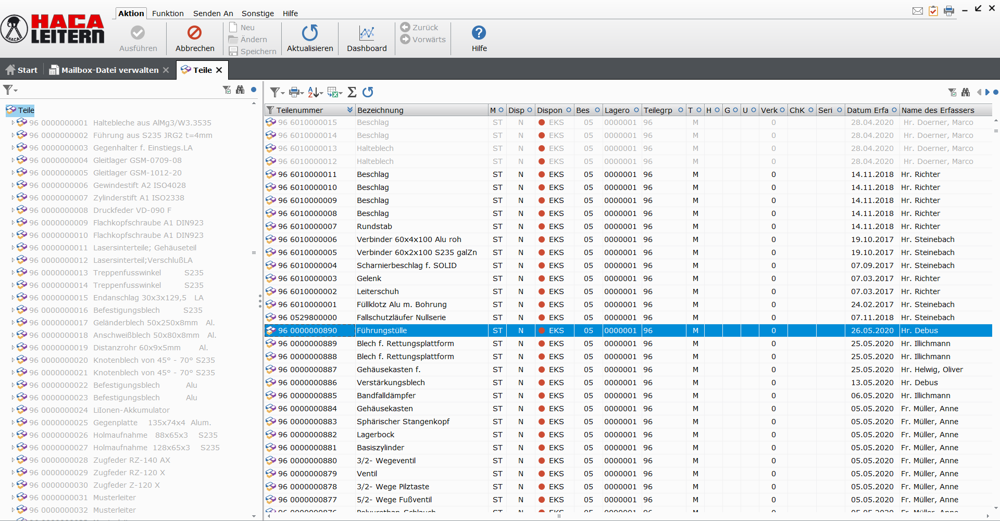 HACA
LEITERN
Aktion Funktion Senden An Sonstige Hilfe
Ausführen
Abbrechen
Neu
Ändern
Speichern
Aktualisieren
Dashboard
Zurück
Vorwärts
Hilfe
Start
Mailbox-Datei verwalten
Teile
Teile
96 0000000001 Haltebleche aus AlMg3/W3.3535
96 0000000002 Führung aus S235 JRG2 t=4mm
96 0000000003 Gegenhalter f. Einstiegs.LA
96 0000000004 Gleitlager GSM-0709-08
96 0000000005 Gleitlager GSM-1012-20
96 0000000006 Gewindestift A2 ISO4028
96 0000000007 Zylinderstift A1 ISO2338
96 0000000008 Druckfeder VD-090 F
96 0000000009 Flachkopfschraube A1 DIN923
96 0000000010 Flachkopfschraube A1 DIN923
96 0000000011 Lasersinterteile; Gehäuseteil
96 0000000012 Lasersinterteil;VerschlußLA
96 0000000013 Treppenfusswinkel S235
96 0000000014 Treppenfusswinkel S235
96 0000000015 Endanschlag 30x3x129,5 LA
96 0000000016 Befestigungsblech S235
96 0000000017 Geländerblech 50x250x8mm Al.
96 0000000018 Anschweißblech 50x80x8mm Al.
96 0000000019 Distanzrohr 60x9x5mm Al.
96 0000000020 Knotenblech von 45° - 70° S235
96 0000000021 Knotenblech von 45° - 70° S235
96 0000000022 Befestigungsblech Alu
96 0000000023 Befestigungsblech Alu
96 0000000024 LiIonen-Akkumulator
96 0000000025 Gegenplatte 135x74x4 Alum.
96 0000000026 Holmaufnahme 88x65x3 S235
96 0000000027 Holmaufnahme 128x65x3 S235
96 0000000028 Zugfeder RZ-140 AX
96 0000000029 Zugfeder RZ-120 X
96 0000000030 Zugfeder Z-120 X
96 0000000031 Musterleiter
96 0000000032 Musterleiter
Teilenummer Bezeichnung M Disp Dispon Bes Lagero Teilegrp T H G U Verk ChK Seri Datum Erfa Name des Erfassers
96 6010000015 Beschlag ST N EKS 05 0000001 96 M 0 28.04.2020 Hr. Doerner, Marco
96 6010000014 Beschlag ST N EKS 05 0000001 96 M 0 28.04.2020 Hr. Doerner, Marco
96 6010000013 Halteblech ST N EKS 05 0000001 96 M 0 28.04.2020 Hr. Doerner, Marco
96 6010000012 Halteblech ST N EKS 05 0000001 96 M 0 28.04.2020 Hr. Doerner, Marco
96 6010000011 Beschlag ST N EKS 05 0000001 96 M 0 14.11.2018 Hr. Richter
96 6010000010 Beschlag ST N EKS 05 0000001 96 M 0 14.11.2018 Hr. Richter
96 6010000009 Beschlag ST N EKS 05 0000001 96 M 0 14.11.2018 Hr. Richter
96 6010000008 Beschlag ST N EKS 05 0000001 96 M 0 14.11.2018 Hr. Richter
96 6010000007 Rundstab ST N EKS 05 0000001 96 M 0 14.11.2018 Hr. Richter
96 6010000006 Verbinder 60x4x100 Alu roh ST N EKS 05 0000001 96 M 0 19.10.2017 Hr. Steinebach
96 6010000005 Verbinder 60x2x100 S235 galZn ST N EKS 05 0000001 96 M 0 19.10.2017 Hr. Steinebach
96 6010000004 Scharnierbeschlag f. SOLID ST N EKS 05 0000001 96 M 0 07.09.2017 Hr. Steinebach
96 6010000003 Gelenk ST N EKS 05 0000001 96 M 0 07.03.2017 Hr. Richter
96 6010000002 Leiterschuh ST N EKS 05 0000001 96 M 0 07.03.2017 Hr. Richter
96 6010000001 Füllklotz Alu m. Bohrung ST N EKS 05 0000001 96 M 0 24.02.2017 Hr. Steinebach
96 0529800000 Fallschutzläufer Nullserie ST N EKS 05 0000001 96 M 0 07.11.2018 Hr. Steinebach
96 0000000890 Führungstülle ST N EKS 05 0000001 96 M 0 26.05.2020 Hr. Debus
96 0000000889 Blech f. Rettungsplattform ST N EKS 05 0000001 96 M 0 25.05.2020 Hr. Illichmann
96 0000000888 Blech f. Rettungsplattform ST N EKS 05 0000001 96 M 0 25.05.2020 Hr. Illichmann
96 0000000887 Gehäusekasten f. ST N EKS 05 0000001 96 M 0 25.05.2020 Hr. Helwig, Oliver
96 0000000886 Verstärkungsblech ST N EKS 05 0000001 96 M 0 13.05.2020 Hr. Debus
96 0000000885 Bandfalldämpfer ST N EKS 05 0000001 96 M 0 06.05.2020 Hr. Illichmann
96 0000000884 Gehäusekasten ST N EKS 05 0000001 96 M 0 05.05.2020 Fr. Müller, Anne
96 0000000883 Sphärischer Stangenkopf ST N EKS 05 0000001 96 M 0 05.05.2020 Fr. Müller, Anne
96 0000000882 Lagerbock ST N EKS 05 0000001 96 M 0 05.05.2020 Fr. Müller, Anne
96 0000000881 Basiszylinder ST N EKS 05 0000001 96 M 0 05.05.2020 Fr. Müller, Anne
96 0000000880 3/2- Wegeventil ST N EKS 05 0000001 96 M 0 05.05.2020 Fr. Müller, Anne
96 0000000879 Ventil ST N EKS 05 0000001 96 M 0 05.05.2020 Fr. Müller, Anne
96 0000000878 3/2- Wege Pilztaste ST N EKS 05 0000001 96 M 0 05.05.2020 Fr. Müller, Anne
96 0000000877 5/2- Wege Fußventil ST N EKS 05 0000001 96 M 0 05.05.2020 Fr. Müller, Anne